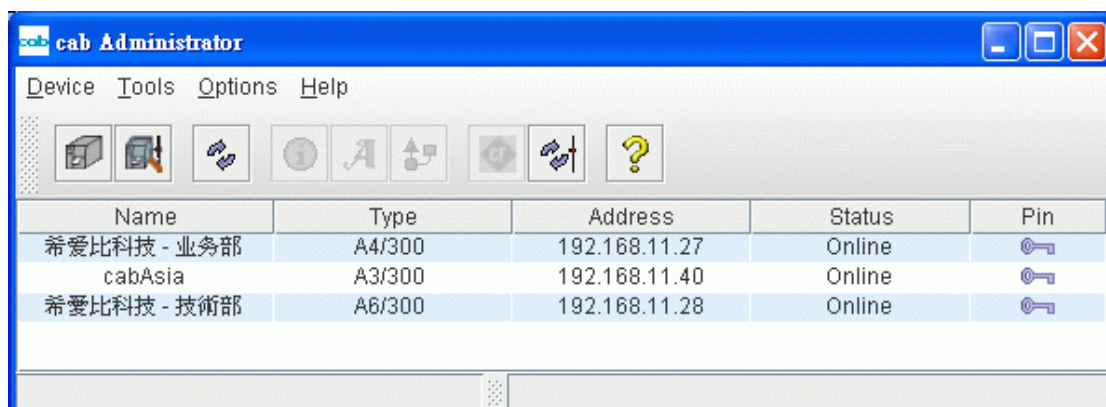 cab cab Administrator
Device Tools Options Help
Name Type Address Status Pin
希爱比科技 - 业务部 A4/300 192.168.11.27 Online
cabAsia A3/300 192.168.11.40 Online
希愛比科技 - 技術部 A6/300 192.168.11.28 Online